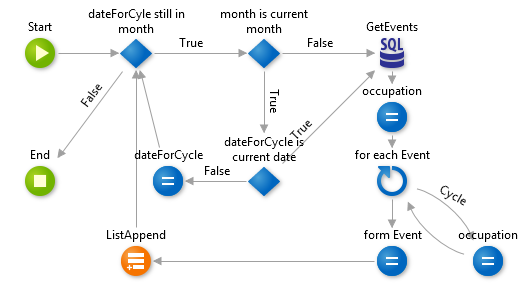 dateForCyle still in
month
month is current
month
Start
GetEvents
True
False
SQL
occupation
False
True
True
dateForCycle is
current date
dateForCycle
for each Event
End
False
Cycle
ListAppend
form Event
occupation